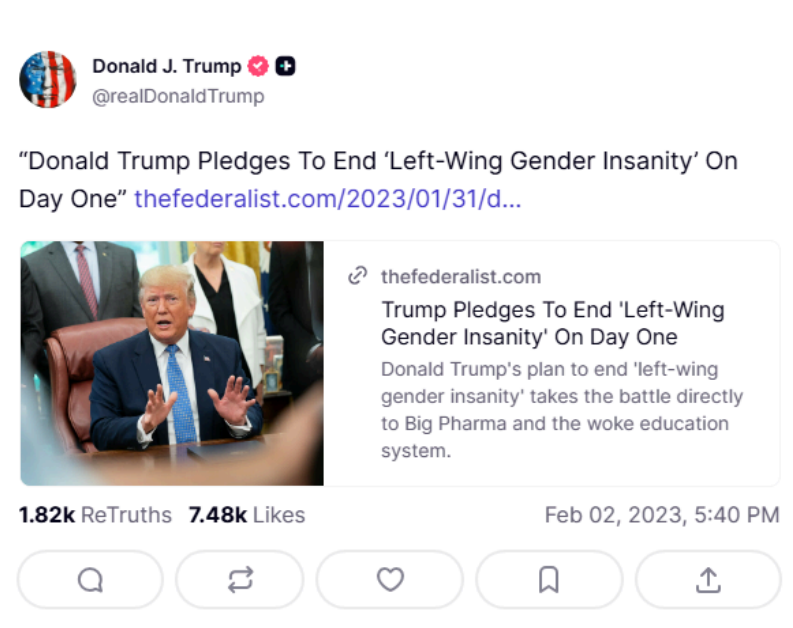 Donald J. Trump
@realDonaldTrump
“Donald Trump Pledges To End ‘Left-Wing Gender Insanity’ On
Day One” thefederalist.com/2023/01/31/d...
thefederalist.com
Trump Pledges To End 'Left-Wing
Gender Insanity' On Day One
Donald Trump's plan to end 'left-wing
gender insanity' takes the battle directly
to Big Pharma and the woke education
system.
1.82k ReTruths 7.48k Likes
Feb 02, 2023, 5:40 PM